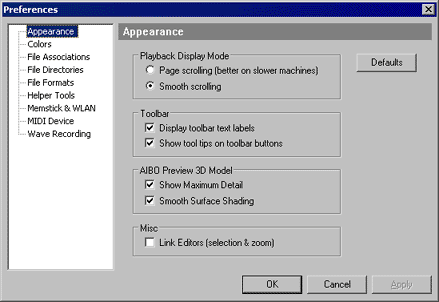 Preferences
Appearance
Colors
File Associations
File Directories
File Formats
Helper Tools
Memstick & WLAN
MIDI Device
Wave Recording
Appearance
Playback Display Mode
Page scrolling (better on slower machines)
Smooth scrolling
Defaults
Toolbar
Display toolbar text labels
Show tool tips on toolbar buttons
AIBO Preview 3D Model
Show Maximum Detail
Smooth Surface Shading
Misc
Link Editors (selection & zoom)
OK
Cancel
Apply